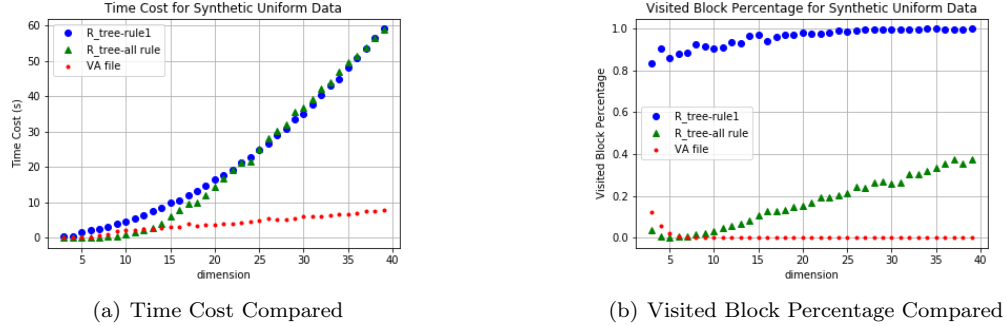 Time Cost for Synthetic Uniform Data
R_tree-rule1
R_tree-all rule
VA file
Time Cost (s)
60
50
40
30
20
10
0
5 10 15 20 25 30 35 40
dimension
(a) Time Cost Compared
Visited Block Percentage for Synthetic Uniform Data
R_tree-rule1
R_tree-all rule
VA file
Visited Block Percentage
1.0
0.8
0.6
0.4
0.2
0.0
5 10 15 20 25 30 35 40
dimension
(b) Visited Block Percentage Compared